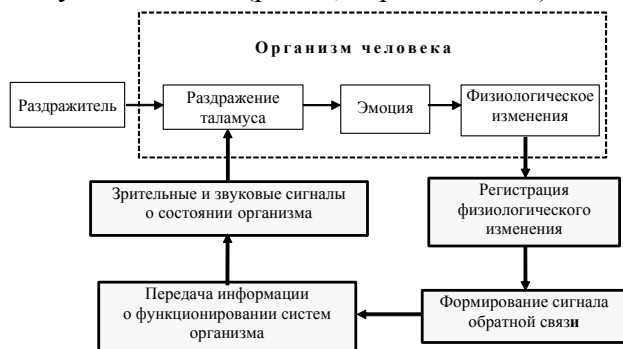 Организм человека
Раздражитель
Раздражение
таламуса
Эмоция
Физиологическое
изменения
Зрительные и звуковые сигналы
о состоянии организма
Регистрация
физиологического
изменения
Передача информации
о функционировании систем
организма
Формирование сигнала
обратной связи